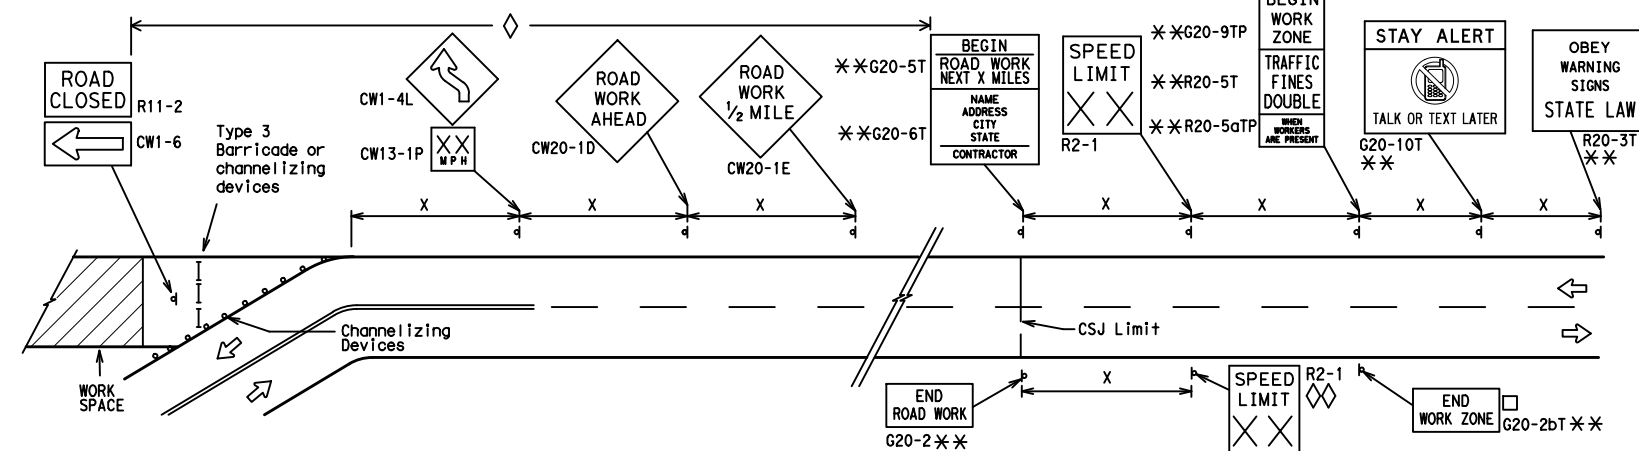 ROAD
CLOSED
R11-2
CW1-6
Type 3
Barricade or
channelizing
devices
CW1-4L
XX
MPH
CW13-1P
ROAD
WORK
AHEAD
CW20-1D
ROAD
WORK
1/2 MILE
CW20-1E
**G20-5T
**G20-6T
BEGIN
ROAD WORK
NEXT X MILES
NAME
ADDRESS
CITY
STATE
CONTRACTOR
SPEED
LIMIT
XX
R2-1
**G20-9TP
**R20-5T
**R20-5aTP
BEGIN
WORK
ZONE
TRAFFIC
FINES
DOUBLE
WHEN
WORKERS
ARE PRESENT
STAY ALERT
TALK OR TEXT LATER
G20-10T
**
OBEY
WARNING
SIGNS
STATE LAW
R20-3T
**
X
X
X
X
X
X
X
Channelizing
Devices
CSJ Limit
WORK
SPACE
END
ROAD WORK
G20-2**
X
SPEED
LIMIT
XX
R2-1
END
WORK ZONE
G20-2bT**